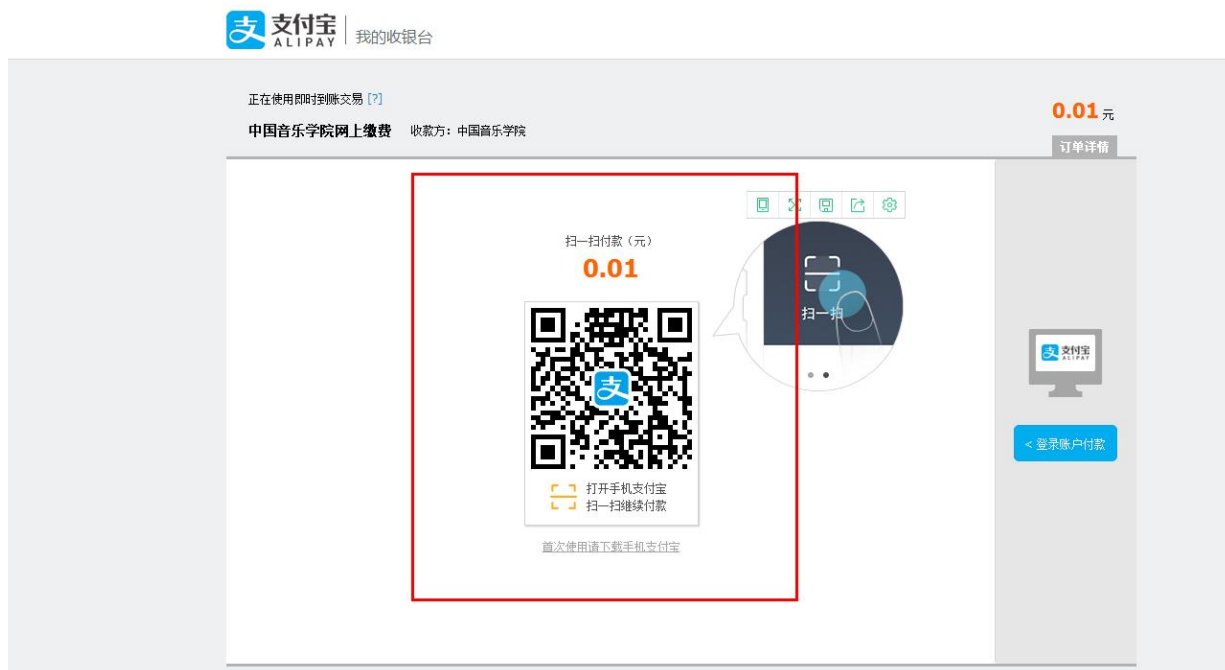 支付宝
ALIPAY
我的收银台
正在使用即时到账交易 [?]
中国音乐学院网上缴费 收款方：中国音乐学院
0.01 元
订单详情
扫一扫付款（元）
0.01
支
打开手机支付宝
扫一扫继续付款
首次使用请下载手机支付宝
扫一扫
支付宝
ALIPAY
< 登录账户付款